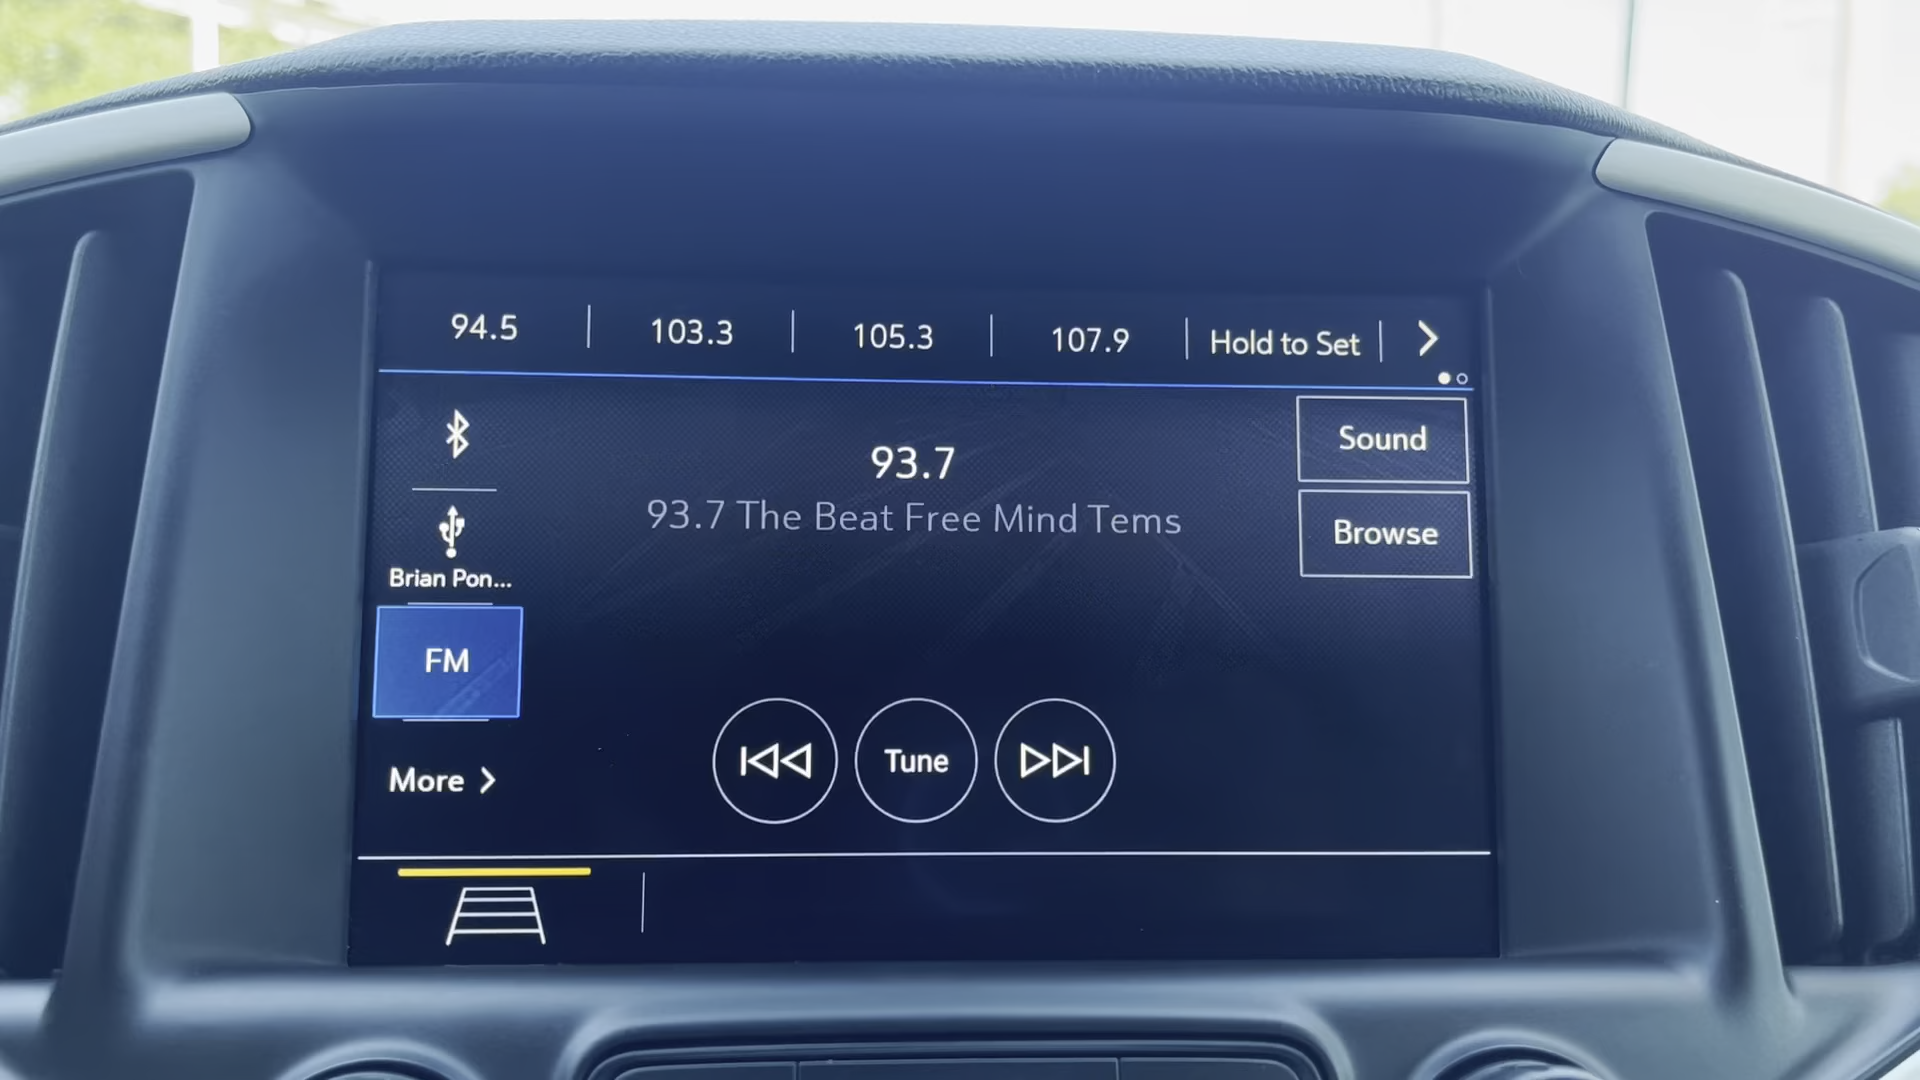 94.5
103.3
105.3
107.9
Hold to Set
93.7
93.7 The Beat Free Mind Tems
Sound
Browse
Brian Pon...
FM
More
Tune